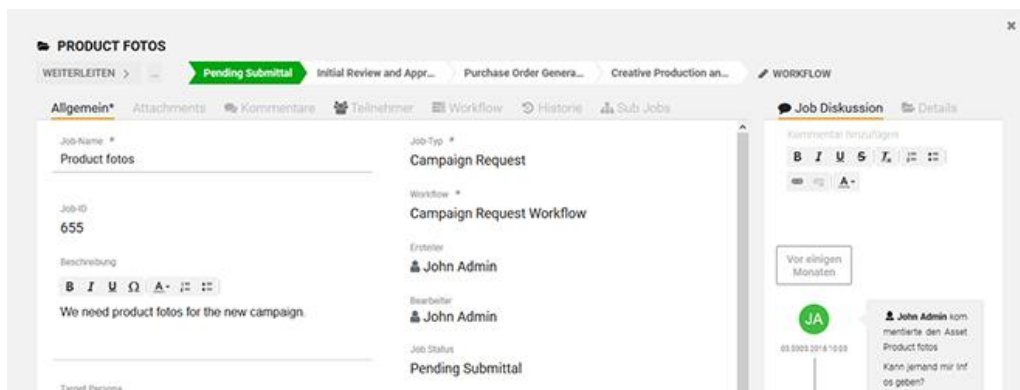 PRODUCT FOTOS
WEITERLEITEN > ...
Pending Submittal
Initial Review and Appr...
Purchase Order Genera...
Creative Production an...
WORKFLOW
Allgemein*
Attachments
Kommentare
Teilnehmer
Workflow
Historie
Sub Jobs
Job-Name *
Product fotos
Job-Typ *
Campaign Request
Workflow *
Campaign Request Workflow
Job-ID
655
Ersteller
John Admin
Beschreibung
B I U Ω A
We need product fotos for the new campaign.
Bearbeiter
John Admin
Job Status
Pending Submittal
Target Persona
Job Diskussion
Details
Kommentar hinzufügen
B I U S Tx
A
Vor einigen
Monaten
JA
John Admin kom
mentierte den Asset
Product fotos
Kann jemand mir Inf
os geben?